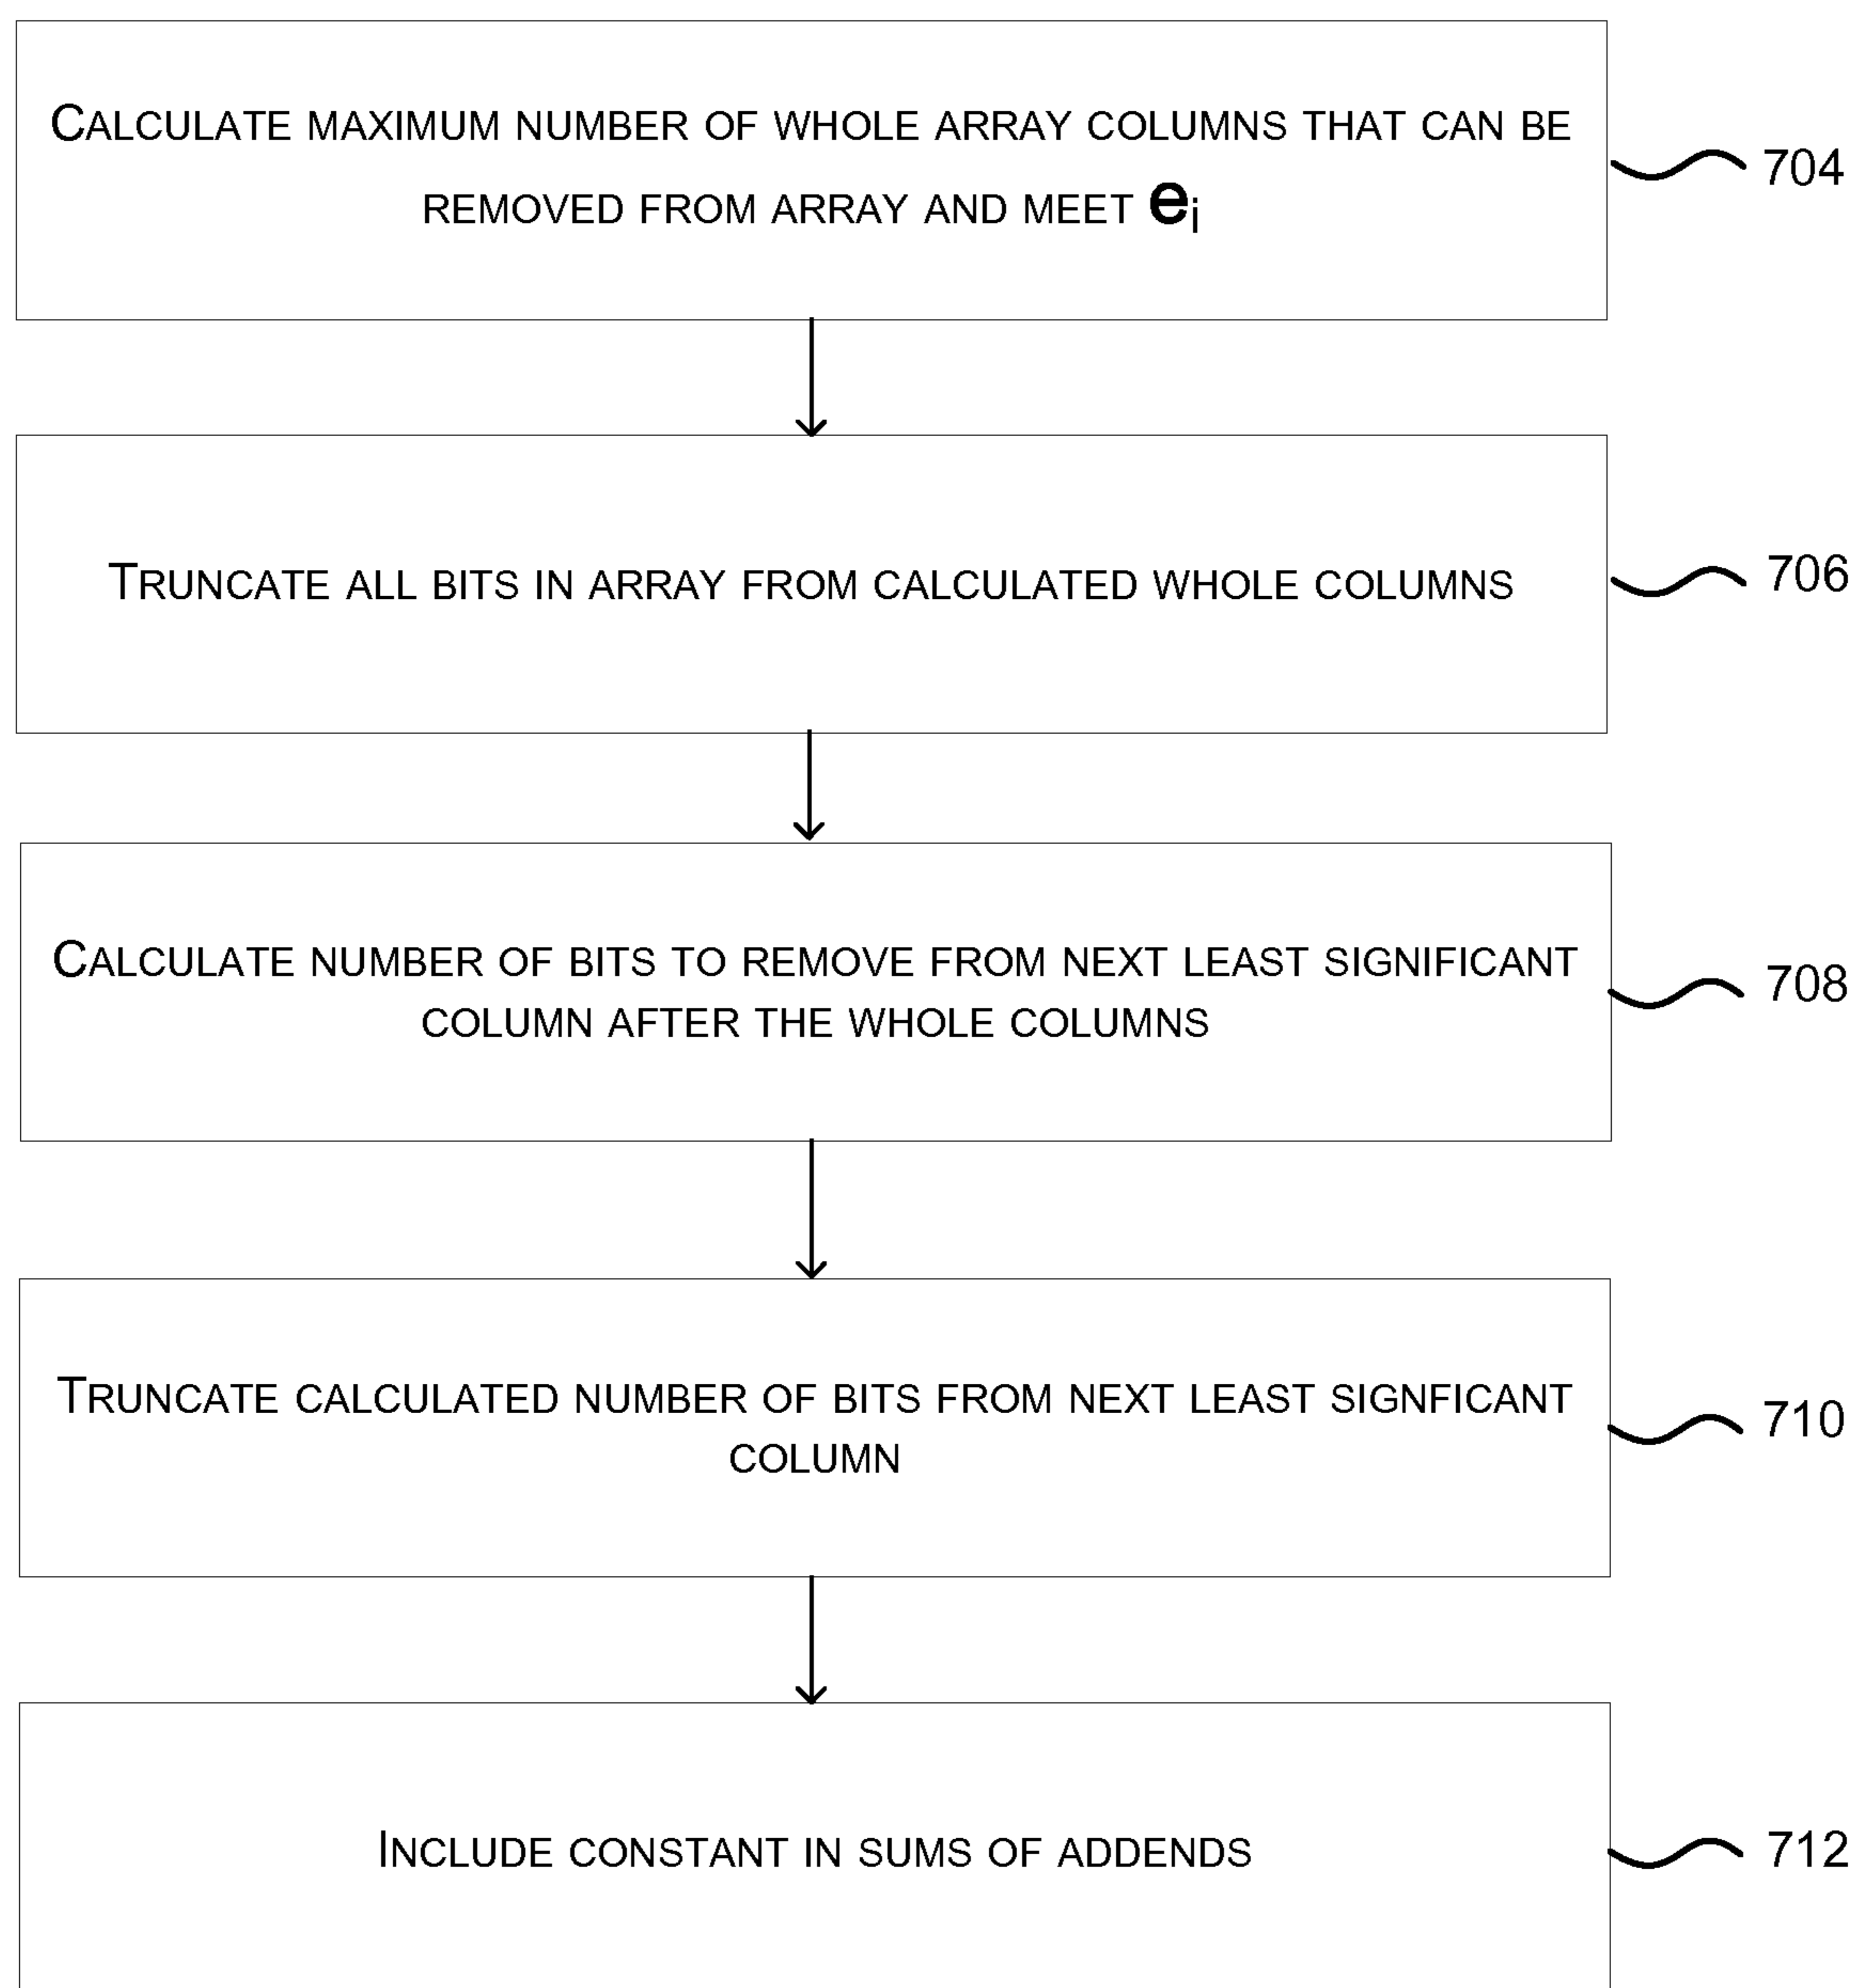 CALCULATE MAXIMUM NUMBER OF WHOLE ARRAY COLUMNS THAT CAN BE
REMOVED FROM ARRAY AND MEET ei
704
TRUNCATE ALL BITS IN ARRAY FROM CALCULATED WHOLE COLUMNS
706
CALCULATE NUMBER OF BITS TO REMOVE FROM NEXT LEAST SIGNIFICANT
COLUMN AFTER THE WHOLE COLUMNS
708
TRUNCATE CALCULATED NUMBER OF BITS FROM NEXT LEAST SIGNFICANT
COLUMN
710
INCLUDE CONSTANT IN SUMS OF ADDENDS
712